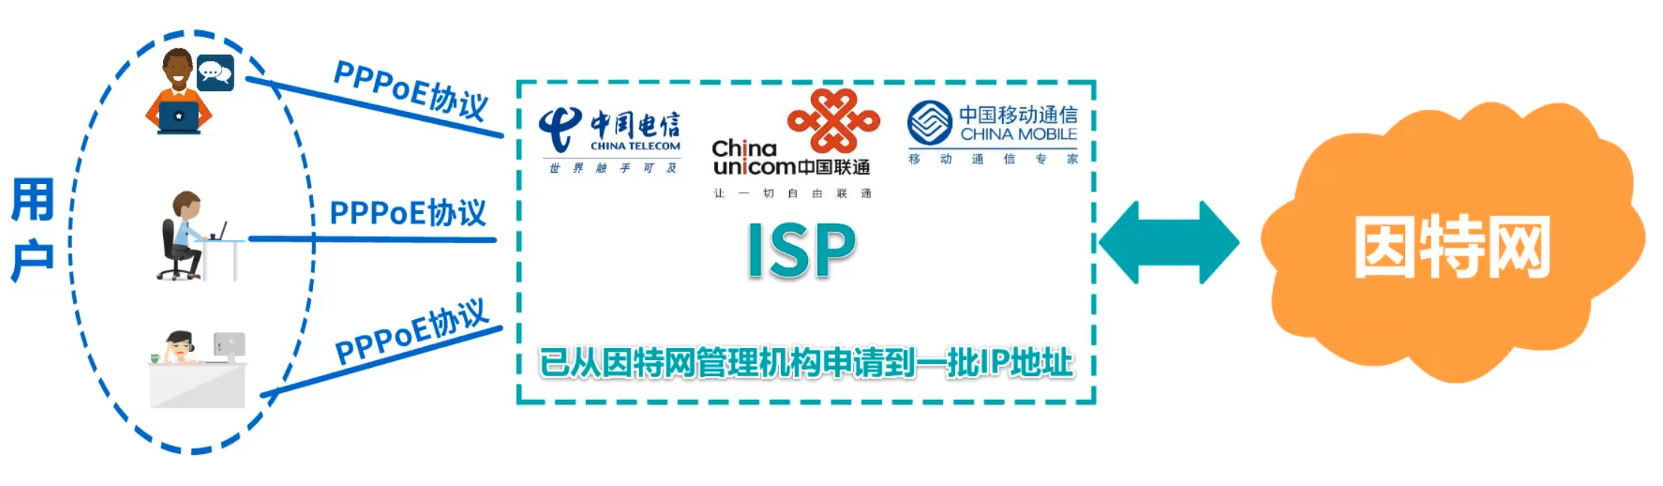 用户
PPPoE协议
PPPoE协议
PPPoE协议
中国电信
CHINA TELECOM
世界触手可及
China
unicom中国联通
让一切自由联通
中国移动通信
CHINA MOBILE
移动通信专家
ISP
已从因特网管理机构申请到一批IP地址
因特网